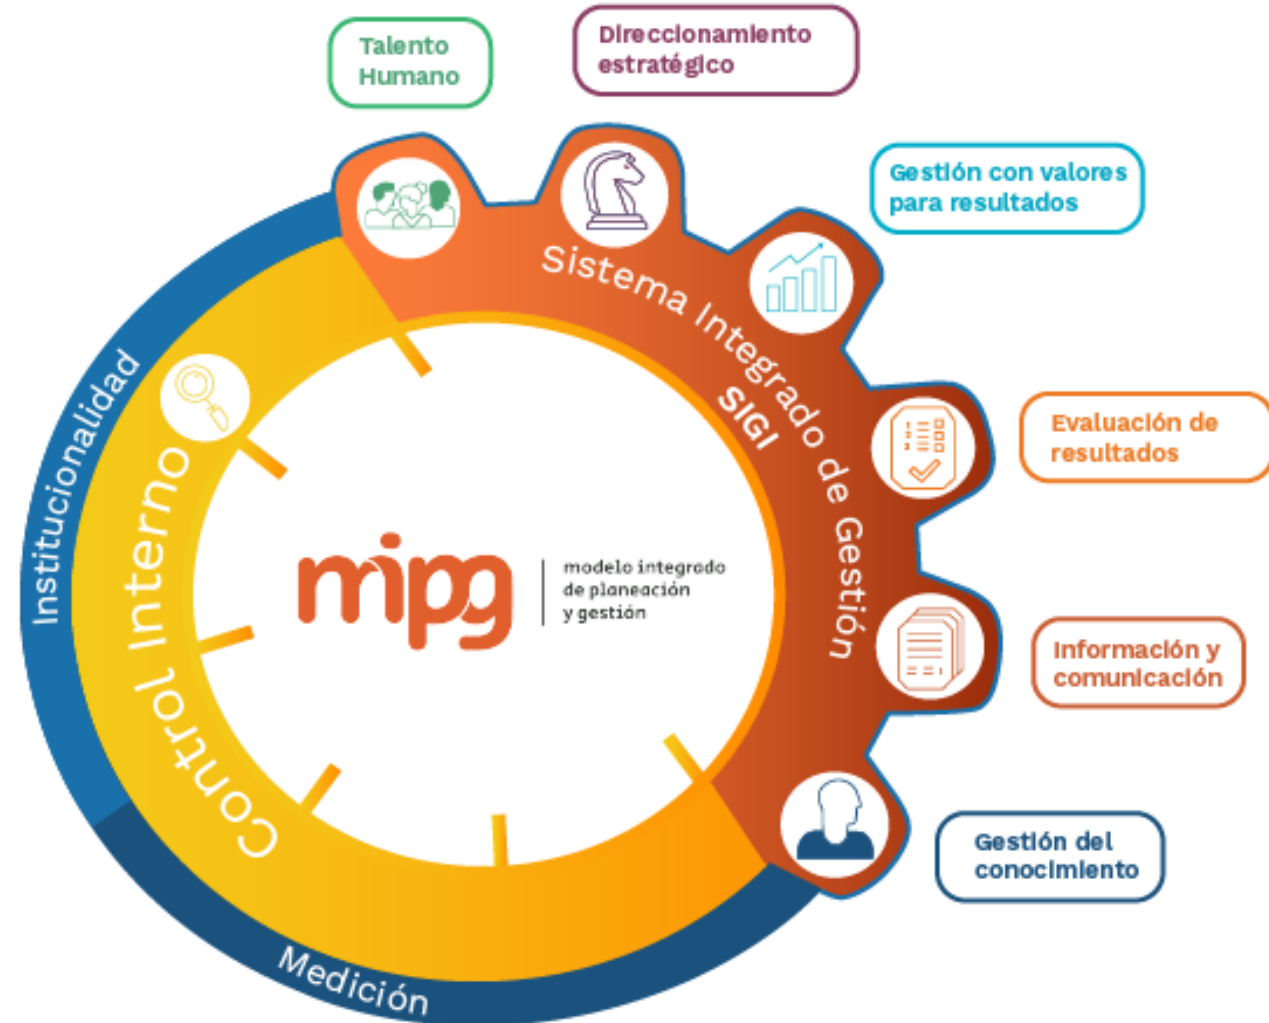 Talento
Humano
Direccionamiento
estratégico
Gestión con valores
para resultados
Evaluación de
resultados
Información y
comunicación
Gestión del
conocimiento
Sistema Integrado de Gestión
SIGI
Institucionalidad
Control Interno
Medición
mipg
modelo integrado
de planeación
y gestión